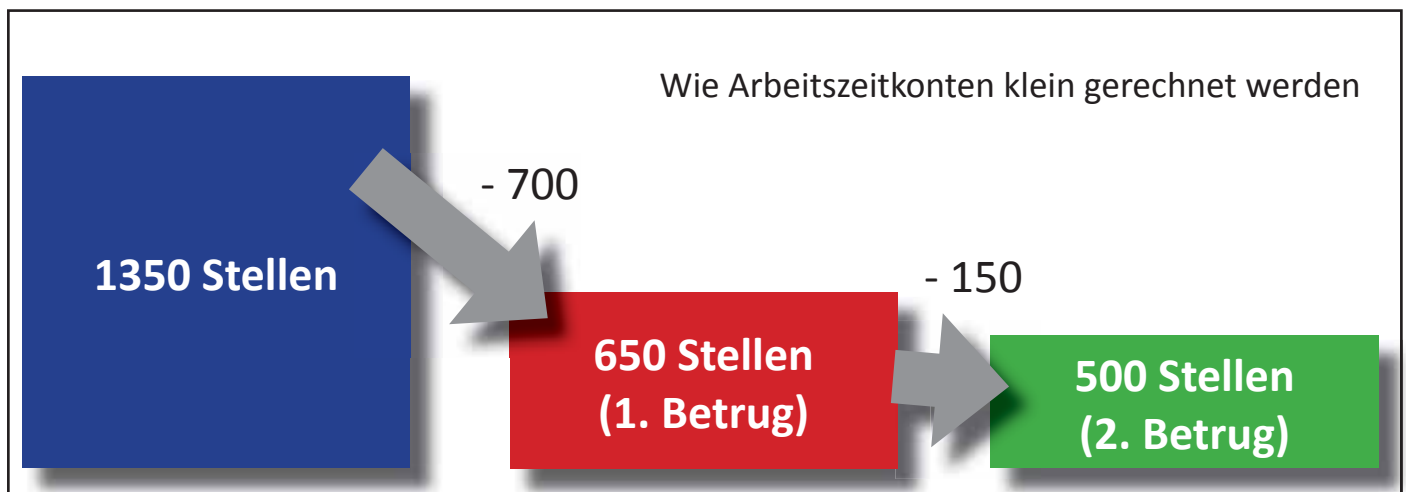 Wie Arbeitszeitkonten klein gerechnet werden
1350 Stellen
- 700
650 Stellen
(1. Betrug)
- 150
500 Stellen
(2. Betrug)